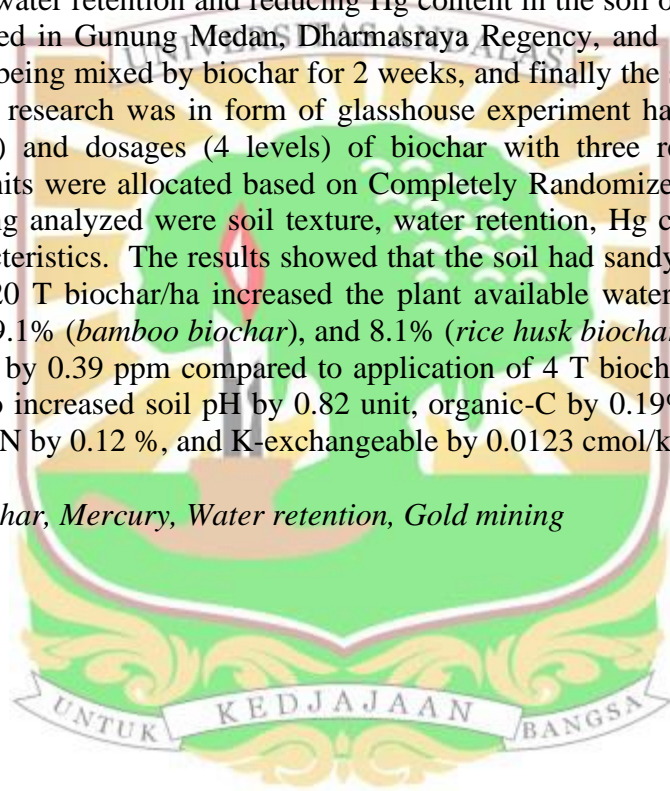 water retention and reducing Hg content in the soil o
ed in Gunung Medan, Dharmasraya Regency, and
UNIVERSITAS ANDALAS
being mixed by biochar for 2 weeks, and finally the
research was in form of glasshouse experiment ha
) and dosages (4 levels) of biochar with three r
nits were allocated based on Completely Randomize
ng analyzed were soil texture, water retention, Hg c
cteristics. The results showed that the soil had sandy
20 T biochar/ha increased the plant available water
9.1% (bamboo biochar), and 8.1% (rice husk biocha
by 0.39 ppm compared to application of 4 T bioch
o increased soil pH by 0.82 unit, organic-C by 0.19
N by 0.12 %, and K-exchangeable by 0.0123 cmol/k
har, Mercury, Water retention, Gold mining
UNTUK KEDJAJAAN BANGSA